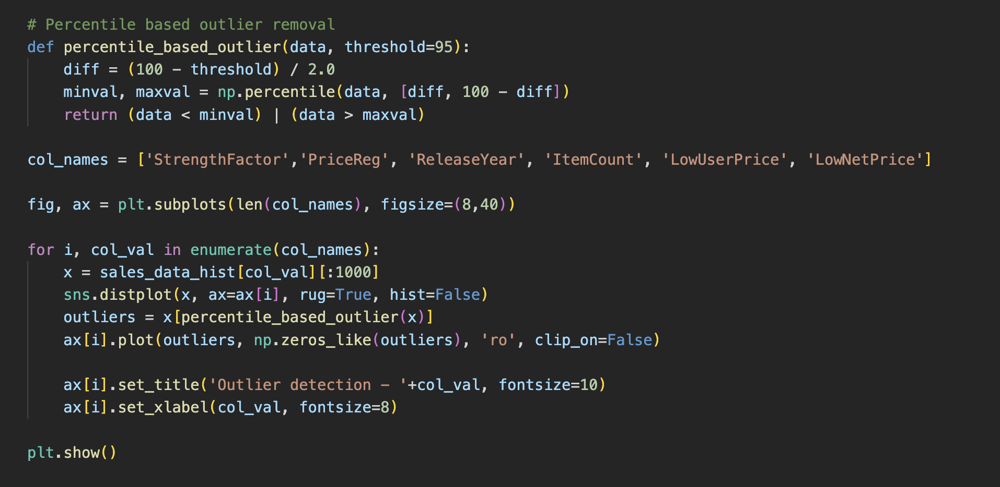 # Percentile based outlier removal
def percentile_based_outlier(data, threshold=95):
    diff = (100 - threshold) / 2.0
    minval, maxval = np.percentile(data, [diff, 100 - diff])
    return (data < minval) | (data > maxval)

col_names = ['StrengthFactor','PriceReg', 'ReleaseYear', 'ItemCount', 'LowUserPrice', 'LowNetPrice']

fig, ax = plt.subplots(len(col_names), figsize=(8,40))

for i, col_val in enumerate(col_names):
    x = sales_data_hist[col_val][:1000]
    sns.distplot(x, ax=ax[i], rug=True, hist=False)
    outliers = x[percentile_based_outlier(x)]
    ax[i].plot(outliers, np.zeros_like(outliers), 'ro', clip_on=False)

    ax[i].set_title('Outlier detection - '+col_val, fontsize=10)
    ax[i].set_xlabel(col_val, fontsize=8)

plt.show()